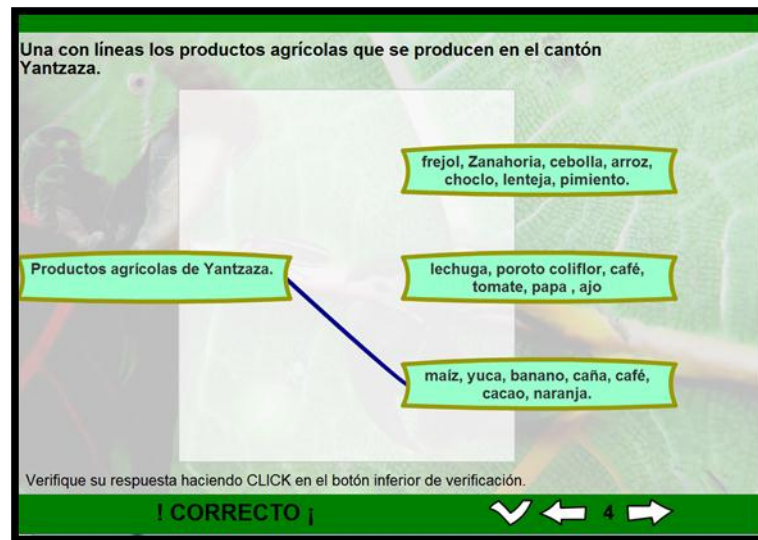 Una con líneas los productos agrícolas que se producen en el cantón
Yantzaza.
frejol, Zanahoria, cebolla, arroz,
choclo, lenteja, pimiento.
Productos agrícolas de Yantzaza.
lechuga, poroto coliflor, café,
tomate, papa , ajo
maíz, yuca, banano, caña, café,
cacao, naranja.
Verifique su respuesta haciendo CLICK en el botón inferior de verificación.
! CORRECTO ¡
4